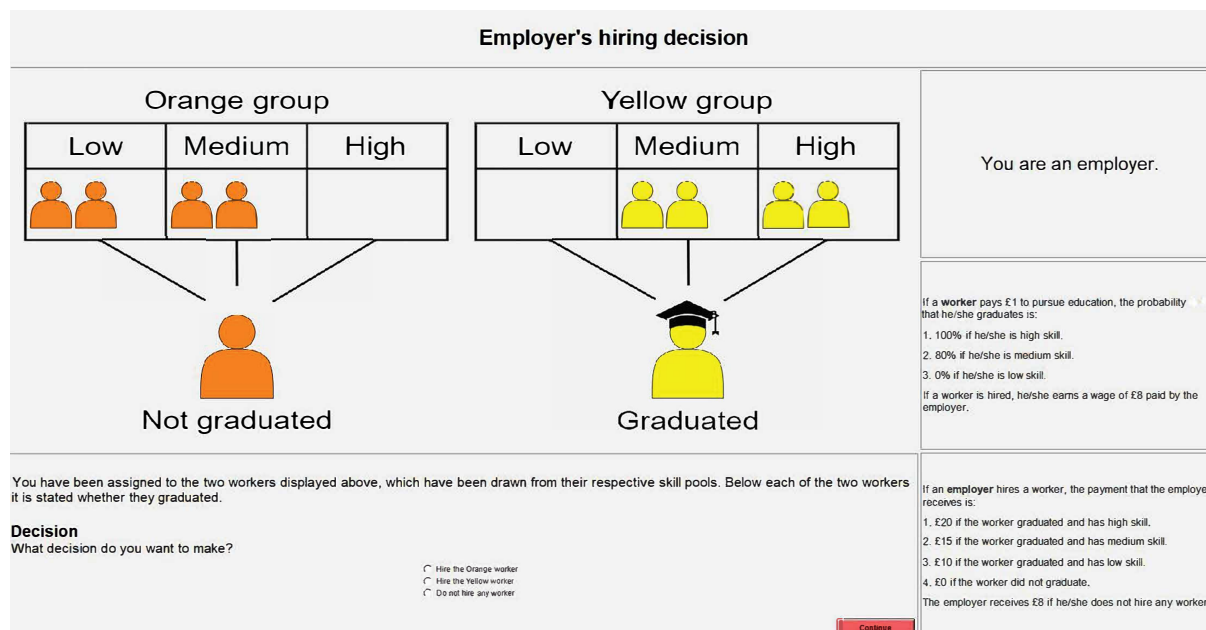 Employer's hiring decision
Orange group
Yellow group
Low Medium High
Low Medium High
Not graduated
Graduated
You are an employer.
If a worker pays £1 to pursue education, the probability
that he/she graduates is:
1. 100% if he/she is high skill.
2. 80% if he/she is medium skill.
3. 0% if he/she is low skill.
If a worker is hired, he/she earns a wage of £8 paid by the
employer.
You have been assigned to the two workers displayed above, which have been drawn from their respective skill pools. Below each of the two workers
it is stated whether they graduated.
Decision
What decision do you want to make?
Hire the Orange worker
Hire the Yellow worker
Do not hire any worker
Continue
If an employer hires a worker, the payment that the employe
receives is:
1. £20 if the worker graduated and has high skill.
2. £15 if the worker graduated and has medium skill.
3. £10 if the worker graduated and has low skill.
4. £0 if the worker did not graduate.
The employer receives £8 if he/she does not hire any worker